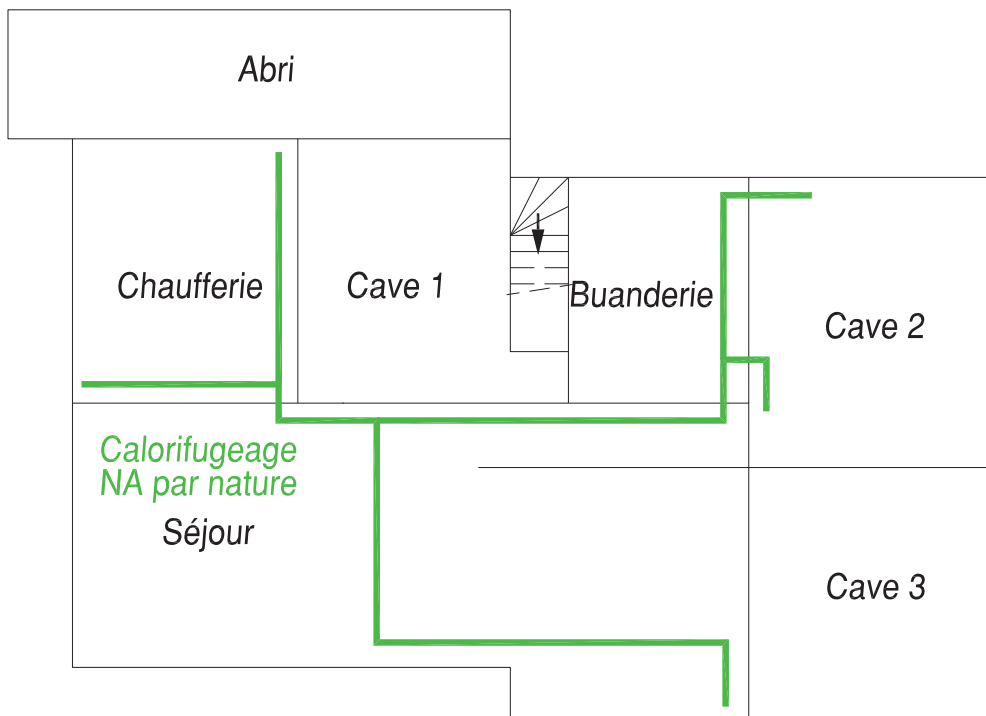 Abri
Chaufferie
Cave 1
Buanderie
Cave 2
Calorifugeage
NA par nature
Séjour
Cave 3